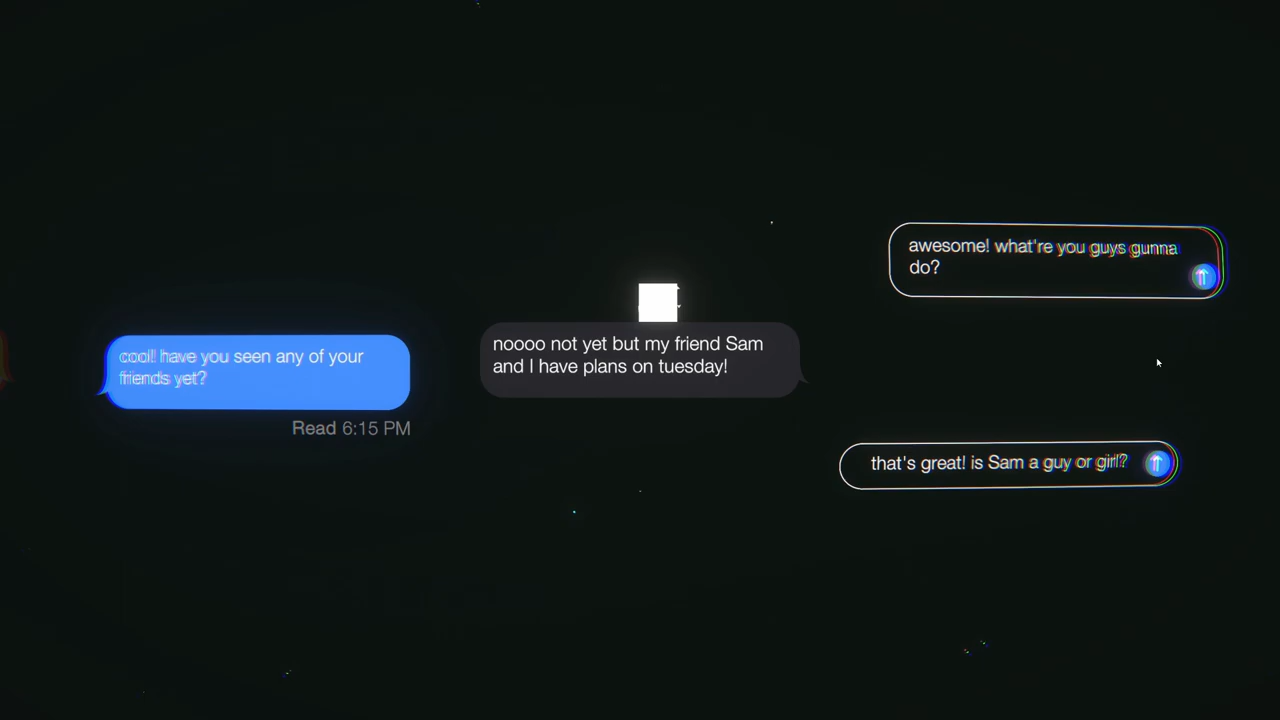 cool! have you seen any of your
friends yet?
Read 6:15 PM
noooo not yet but my friend Sam
and I have plans on tuesday!
awesome! what're you guys gunna
do?
that's great! is Sam a guy or girl?